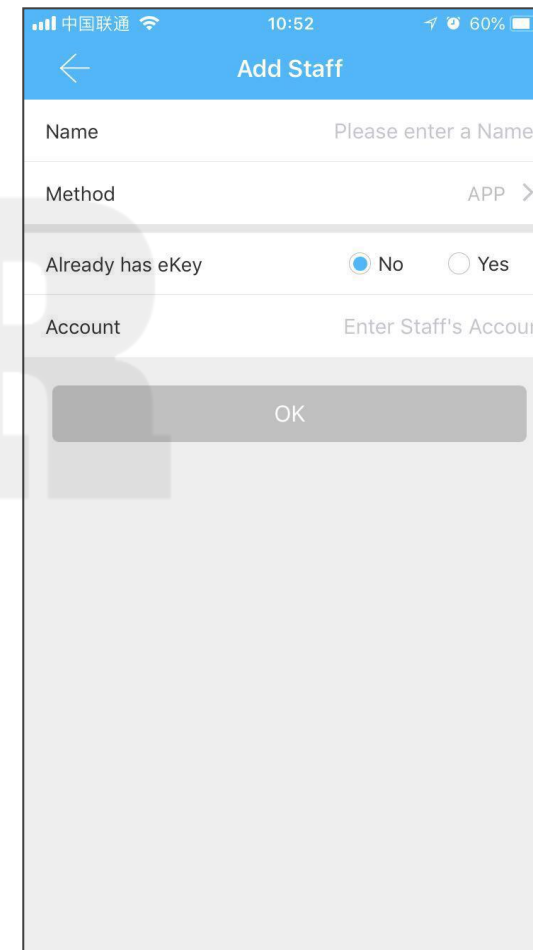 中国联通 10:52 60%
Add Staff
Name Please enter a Name
Method APP
Already has eKey No Yes
Account Enter Staff's Accoun
OK
R